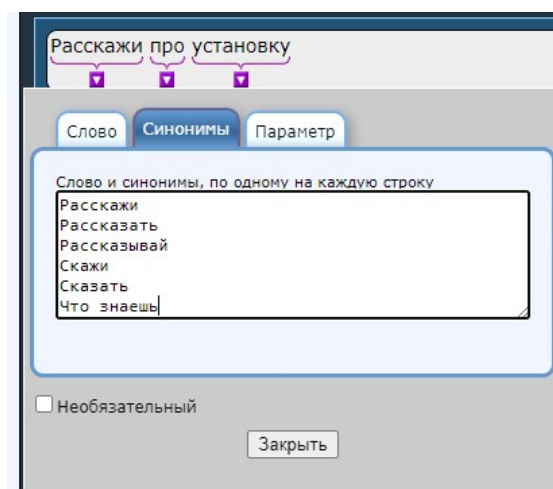 Расскажи про установку
Слово Синонимы Параметр
Слово и синонимы, по одному на каждую строку
Расскажи
Рассказать
Рассказывай
Скажи
Сказать
Что знаешь
Необязательный
Закрыть